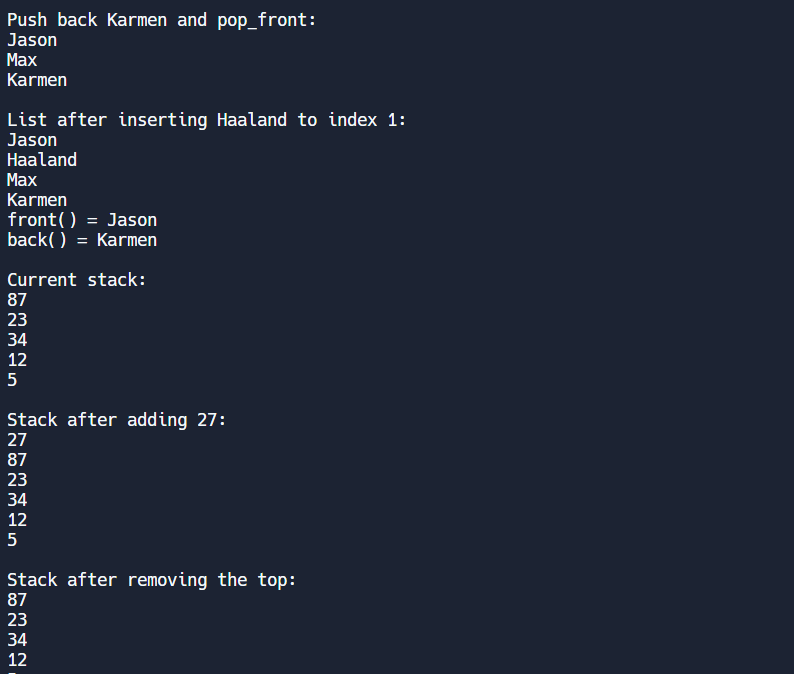 Push back Karmen and pop_front:
Jason
Max
Karmen
List after inserting Haaland to index 1:
Jason
Haaland
Max
Karmen
front() = Jason
back() = Karmen
Current stack:
87
23
34
12
5
Stack after adding 27:
27
87
23
34
12
5
Stack after removing the top:
87
23
34
12